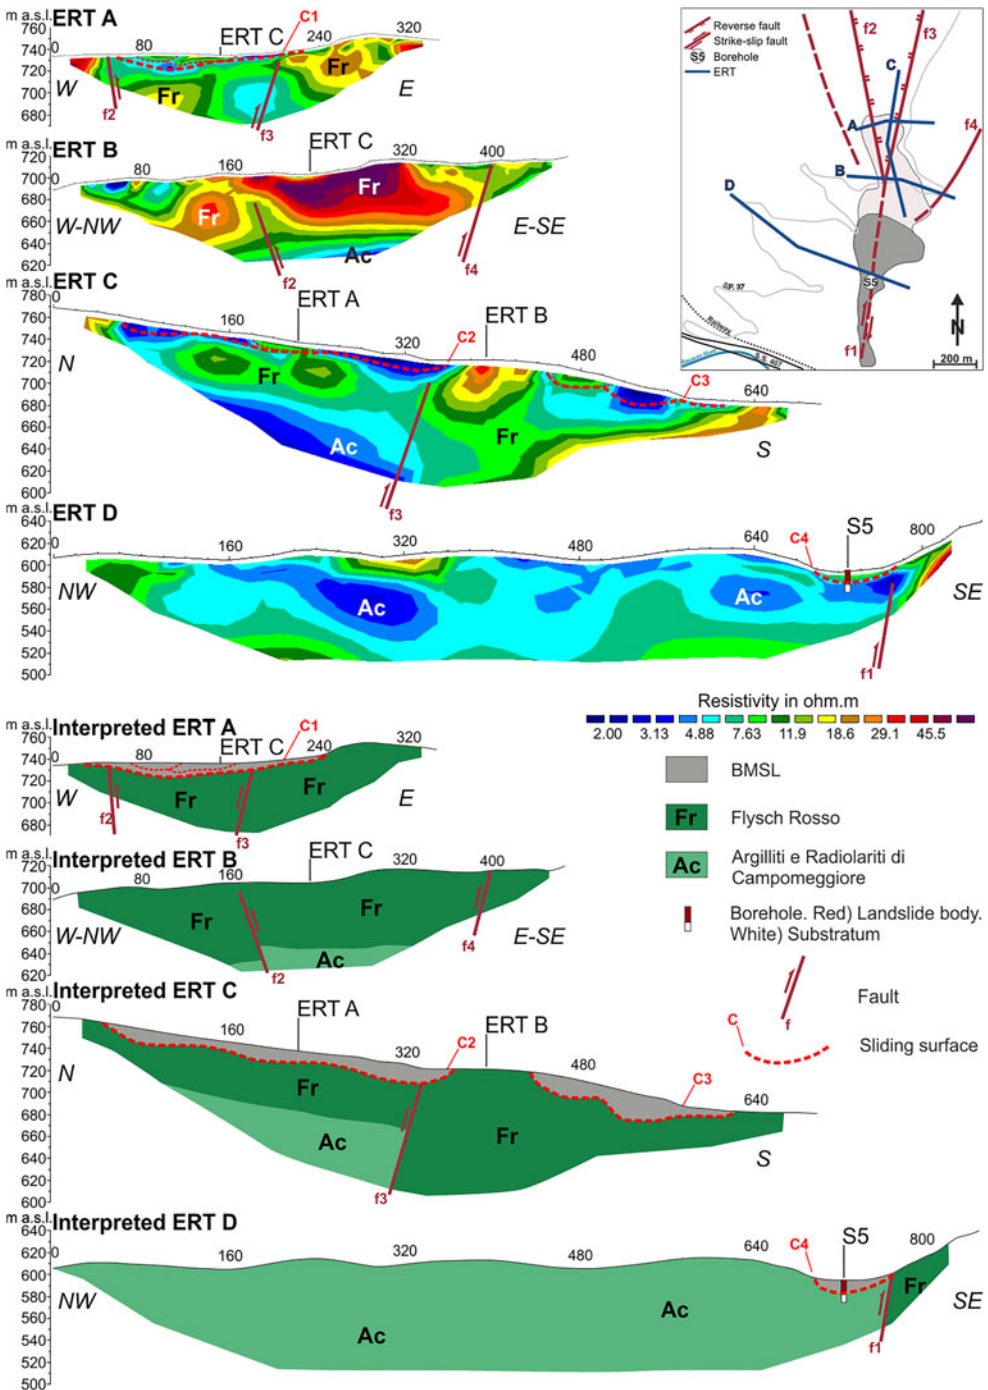 m a.s.l. ERT A
760
740
720
700
680
0
80
ERT C
C1
240
320
W
E
Fr
Fr
f2
f3
ERT B
720
700
680
660
640
620
80
160
ERT C
320
400
W-NW
E-SE
Fr
Fr
Ac
f2
f4
m a.s.l. ERT C
780
760
740
720
700
680
660
640
620
600
0
160
ERT A
320
C2
ERT B
480
C3
640
N
S
Fr
Ac
Fr
f3
m a.s.l. ERT D
640
620
600
580
560
540
520
500
0
160
320
480
640
C4
S5
800
NW
SE
Ac
Ac
f1
Reverse fault
Strike-slip fault
S5 Borehole
ERT
f2
f3
C
A
f4
B
D
S5
Railway
S.S. 407
f1
N
200 m
m a.s.l. Interpreted ERT A
760
740
720
700
680
0
80
ERT C
C1
240
320
W
E
Fr
Fr
f2
f3
m a.s.l. Interpreted ERT B
720
700
680
660
640
620
0
80
160
ERT C
320
400
W-NW
E-SE
Fr
Fr
Ac
f2
f4
m a.s.l. Interpreted ERT C
780
760
740
720
700
680
660
640
620
600
0
160
ERT A
320
C2
ERT B
480
C3
640
N
S
Fr
Ac
Fr
f3
m a.s.l. Interpreted ERT D
640
620
600
580
560
540
520
500
0
160
320
480
640
C4
S5
800
NW
SE
Ac
Ac
Fr
f1
Resistivity in ohm.m
2.00 3.13 4.88 7.63 11.9 18.6 29.1 45.5
BMSL
Fr Flysch Rosso
Ac Argilliti e Radiolariti di
Campomeggiore
Borehole. Red) Landslide body.
White) Substratum
Fault
f
C
Sliding surface